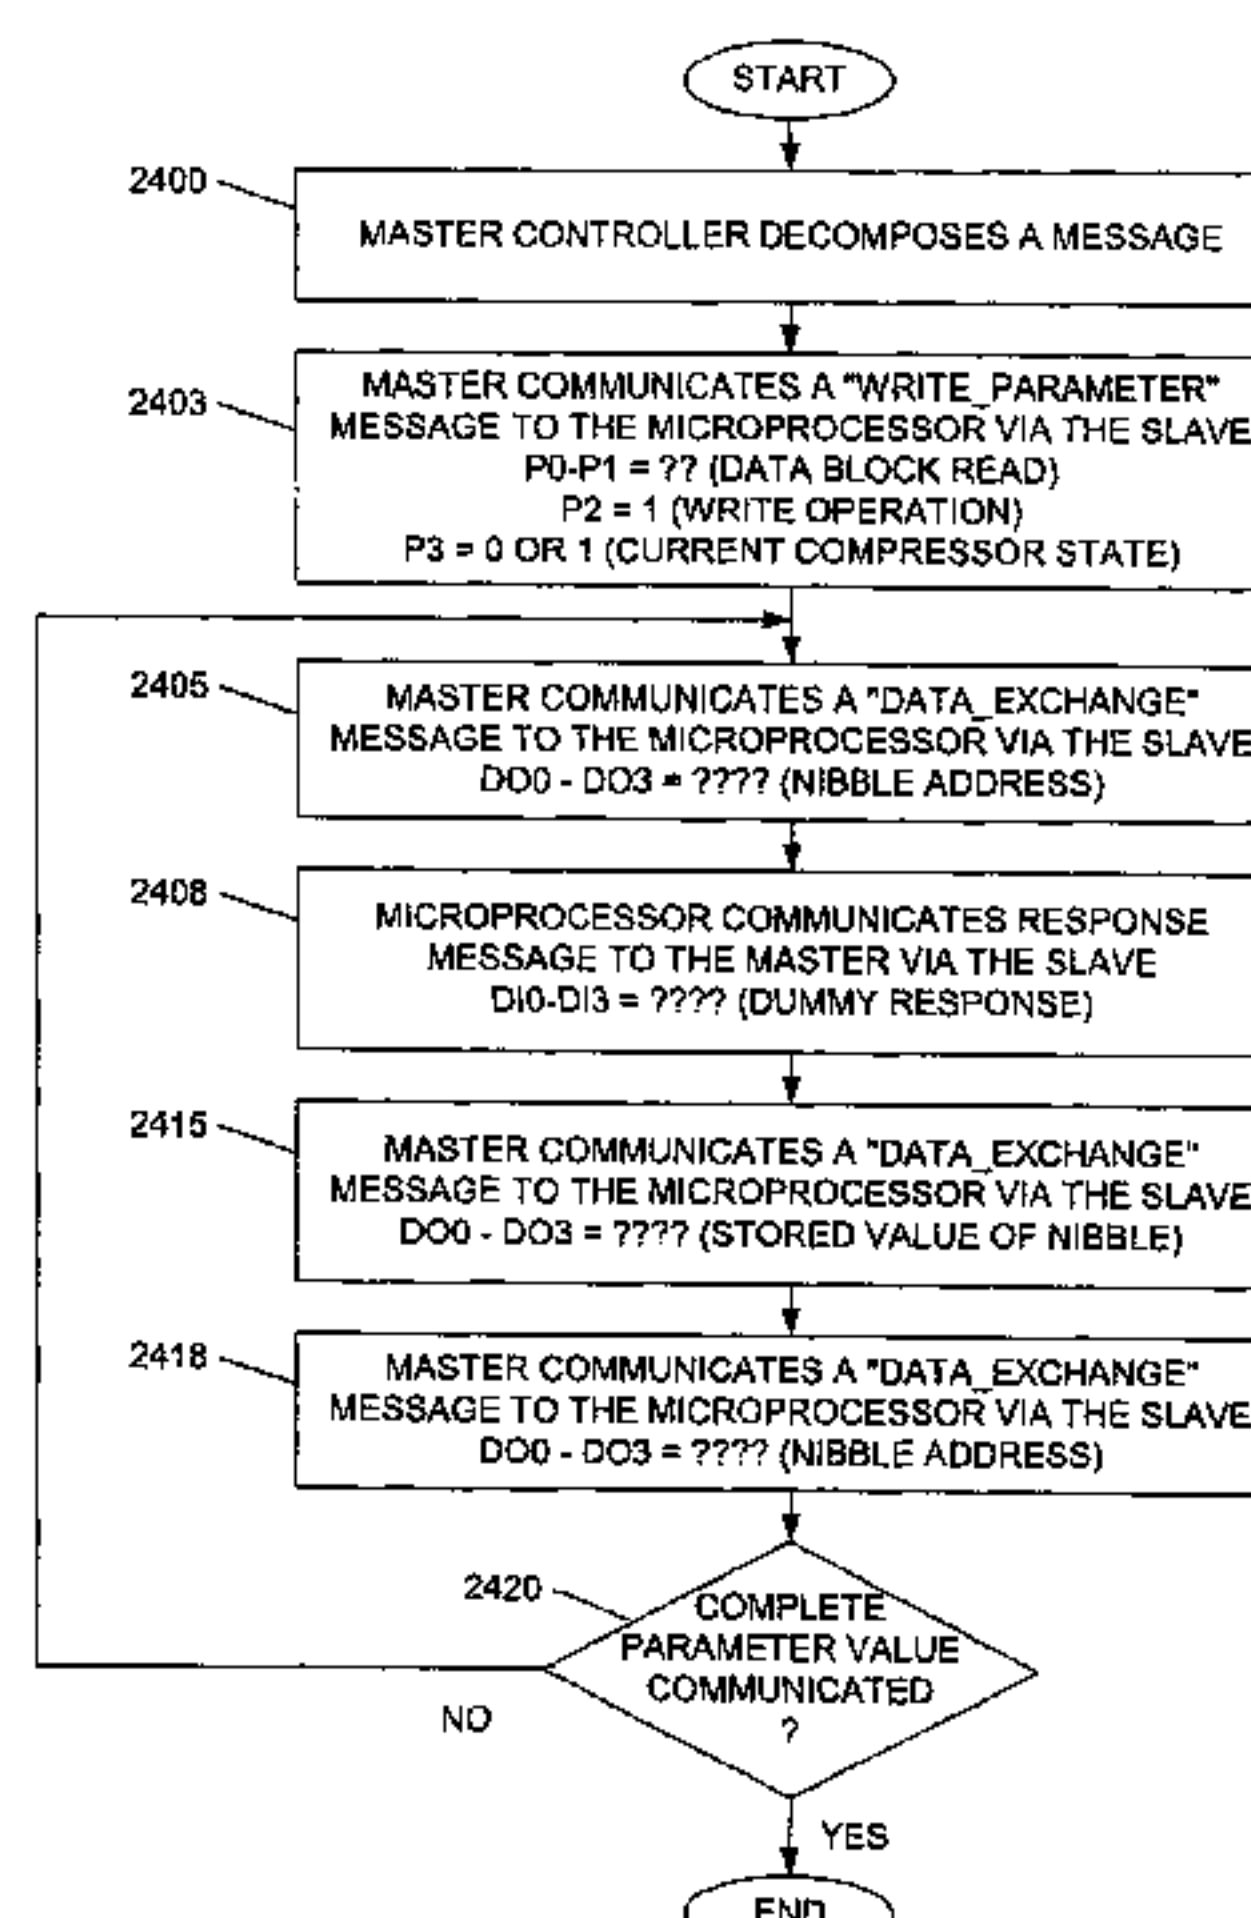 START
2400
MASTER CONTROLLER DECOMPOSES A MESSAGE
2403
MASTER COMMUNICATES A "WRITE_PARAMETER"
MESSAGE TO THE MICROPROCESSOR VIA THE SLAVE
P0-P1 = ?? (DATA BLOCK READ)
P2 = 1 (WRITE OPERATION)
P3 = 0 OR 1 (CURRENT COMPRESSOR STATE)
2405
MASTER COMMUNICATES A "DATA_EXCHANGE"
MESSAGE TO THE MICROPROCESSOR VIA THE SLAVE
DO0 - DO3 = ???? (NIBBLE ADDRESS)
2408
MICROPROCESSOR COMMUNICATES RESPONSE
MESSAGE TO THE MASTER VIA THE SLAVE
DI0-DI3 = ???? (DUMMY RESPONSE)
2415
MASTER COMMUNICATES A "DATA_EXCHANGE"
MESSAGE TO THE MICROPROCESSOR VIA THE SLAVE
DO0 - DO3 = ???? (STORED VALUE OF NIBBLE)
2418
MASTER COMMUNICATES A "DATA_EXCHANGE"
MESSAGE TO THE MICROPROCESSOR VIA THE SLAVE
DO0 - DO3 = ???? (NIBBLE ADDRESS)
2420
COMPLETE
PARAMETER VALUE
COMMUNICATED
?
NO
YES
END